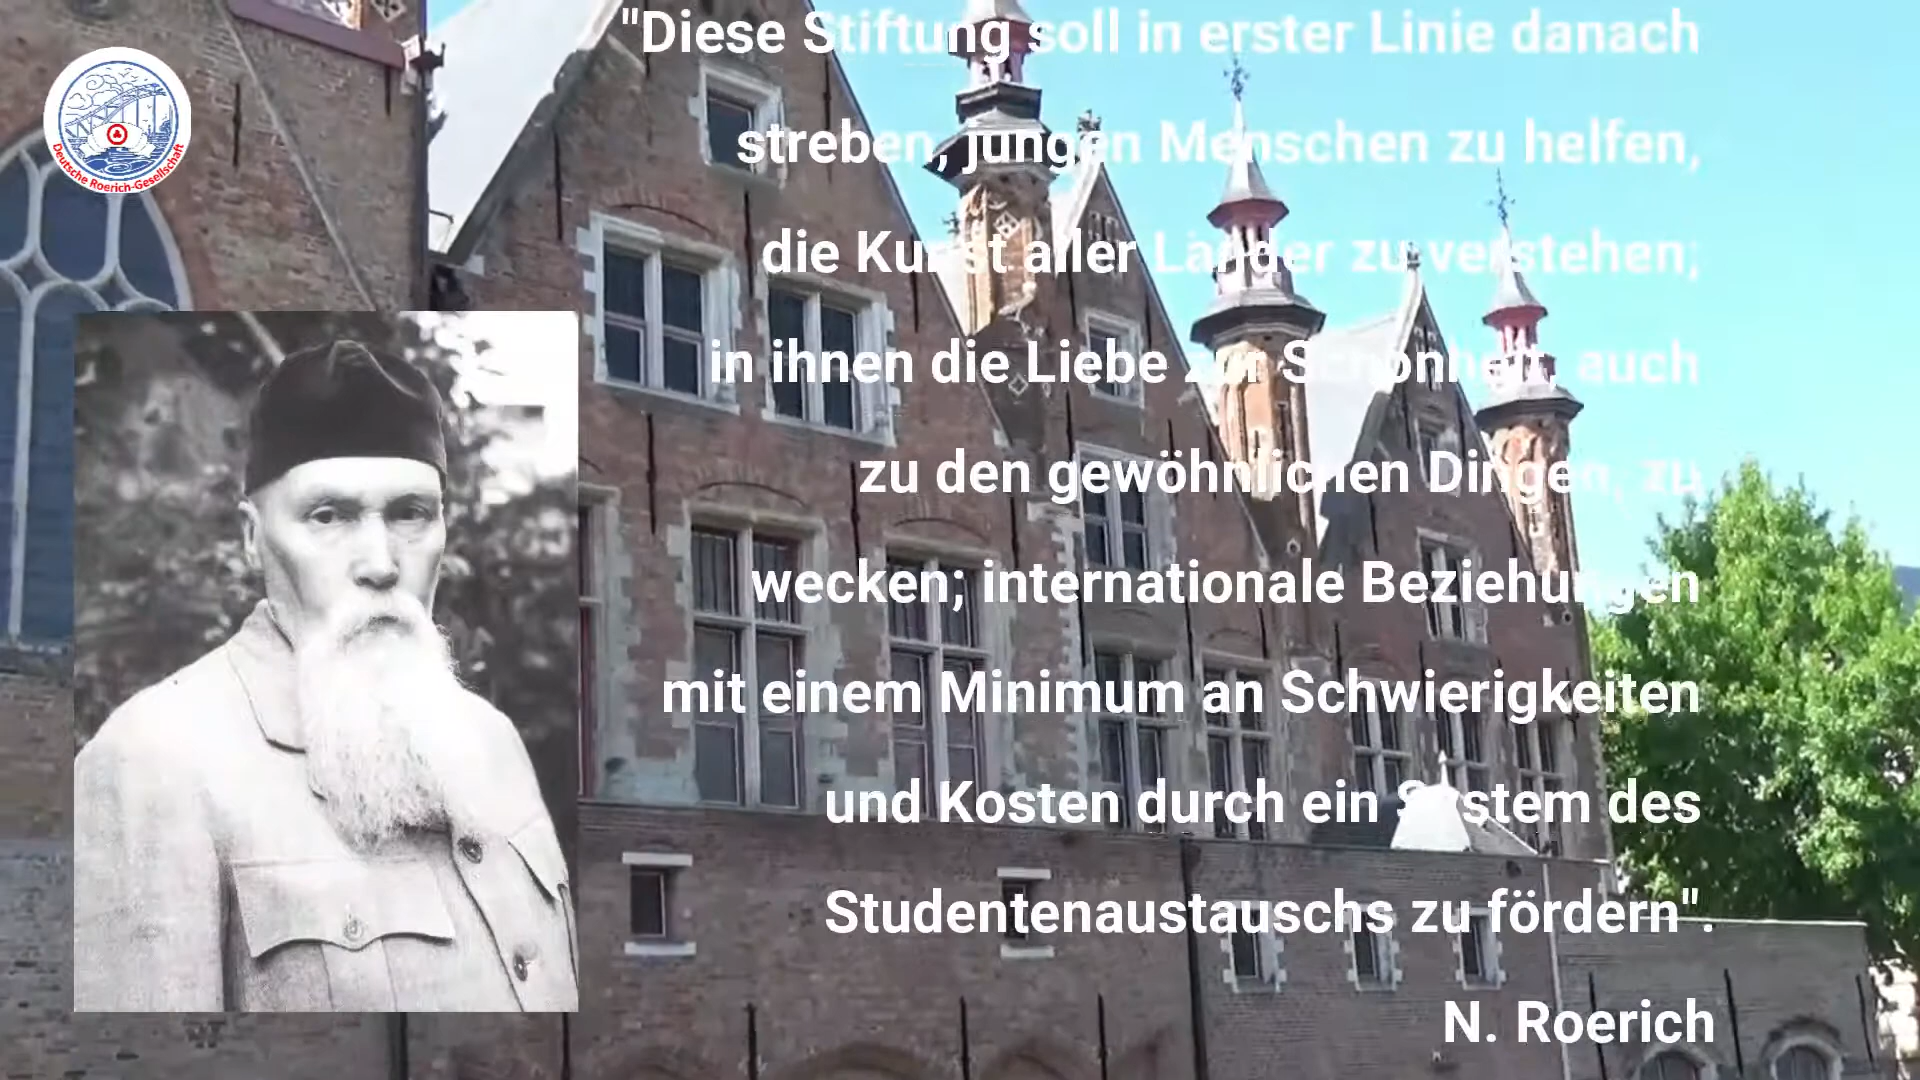 Deutsche Roerich-Gesellschaft
"Diese Stiftung soll in erster Linie danach
streben, jungen Menschen zu helfen,
die Kunst aller Länder zu verstehen;
in ihnen die Liebe zur Schönheit, auch
zu den gewöhnlichen Dingen, zu
wecken; internationale Beziehungen
mit einem Minimum an Schwierigkeiten
und Kosten durch ein System des
Studentenaustauschs zu fördern".
N. Roerich